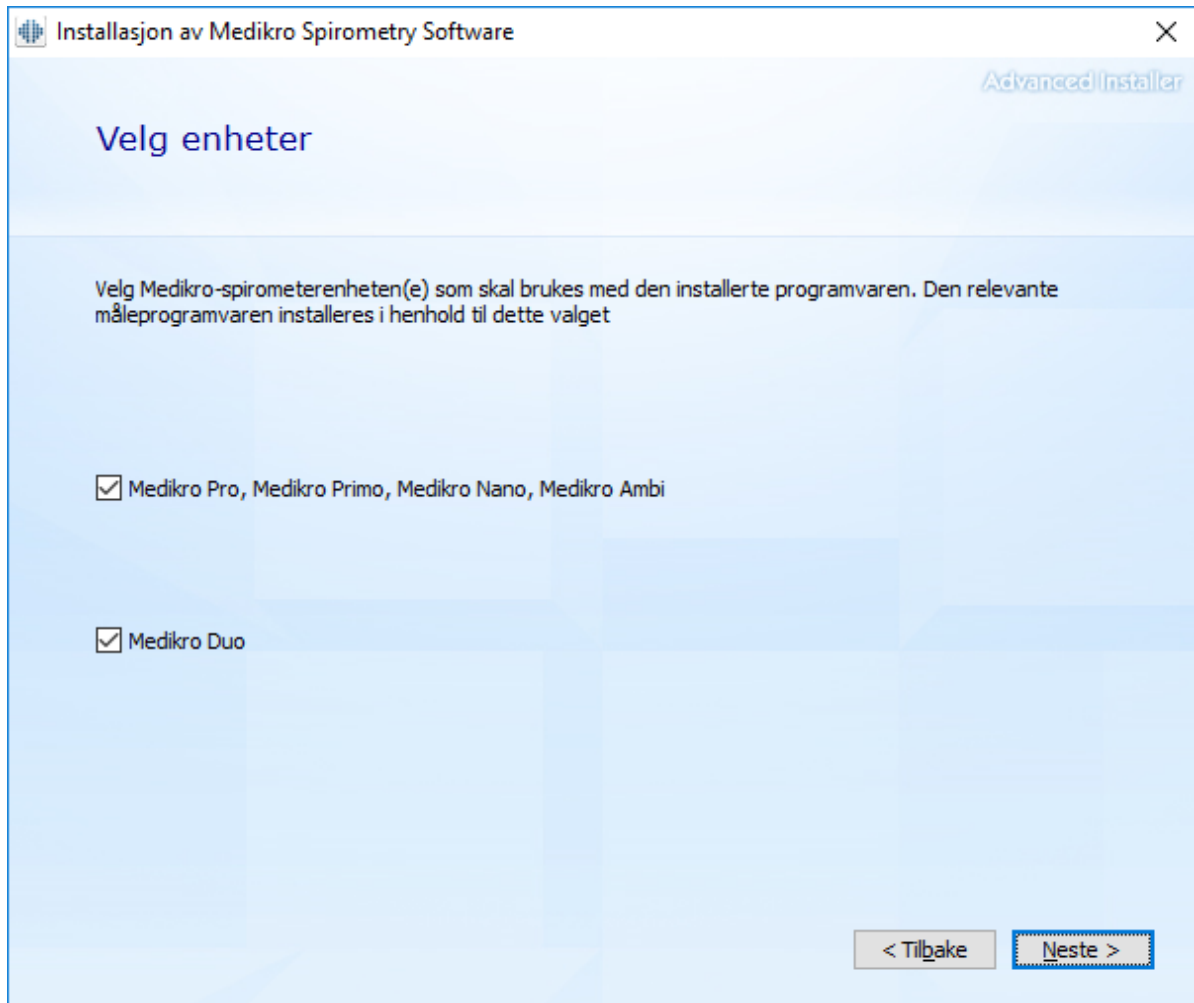 Installasjon av Medikro Spirometry Software
Advanced Installer
Velg enheter
Velg Medikro-spirometerenheten(e) som skal brukes med den installerte programvaren. Den relevante
måleprogramvaren installeres i henhold til dette valget
Medikro Pro, Medikro Primo, Medikro Nano, Medikro Ambi
Medikro Duo
< Tilbake
Neste >